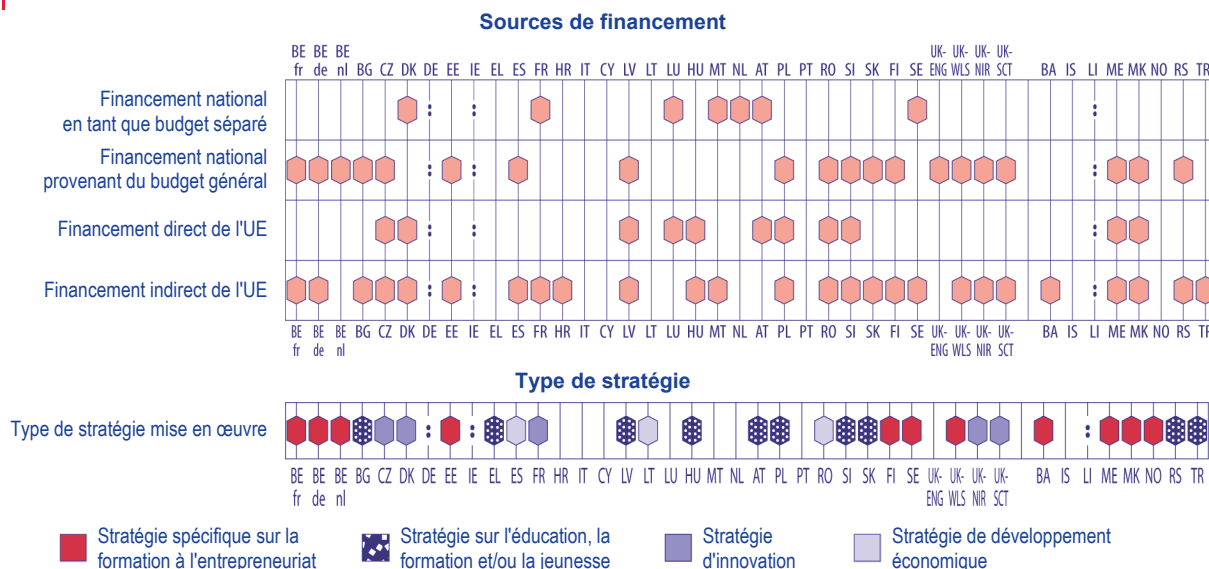 Sources de financement
BE BE BE UK- UK- UK- UK-
fr de nl BG CZ DK DE EE IE EL ES FR HR IT CY LV LT LU HU MT NL AT PL PT RO SI SK FI SE ENG WLS NIR SCT BA IS LI ME MK NO RS TR
Financement national
en tant que budget séparé
Financement national
provenant du budget général
Financement direct de l'UE
Financement indirect de l'UE
BE BE BE BG CZ DK DE EE IE EL ES FR HR IT CY LV LT LU HU MT NL AT PL PT RO SI SK FI SE UK- UK- UK- UK- BA IS LI ME MK NO RS TR
fr de nl ENG WLS NIR SCT
Type de stratégie
Type de stratégie mise en œuvre
BE BE BE BG CZ DK DE EE IE EL ES FR HR IT CY LV LT LU HU MT NL AT PL PT RO SI SK FI SE UK- UK- UK- UK- BA IS LI ME MK NO RS TR
fr de nl ENG WLS NIR SCT
Stratégie spécifique sur la
formation à l'entrepreneuriat
Stratégie sur l'éducation, la
formation et/ou la jeunesse
Stratégie
d'innovation
Stratégie de développement
économique